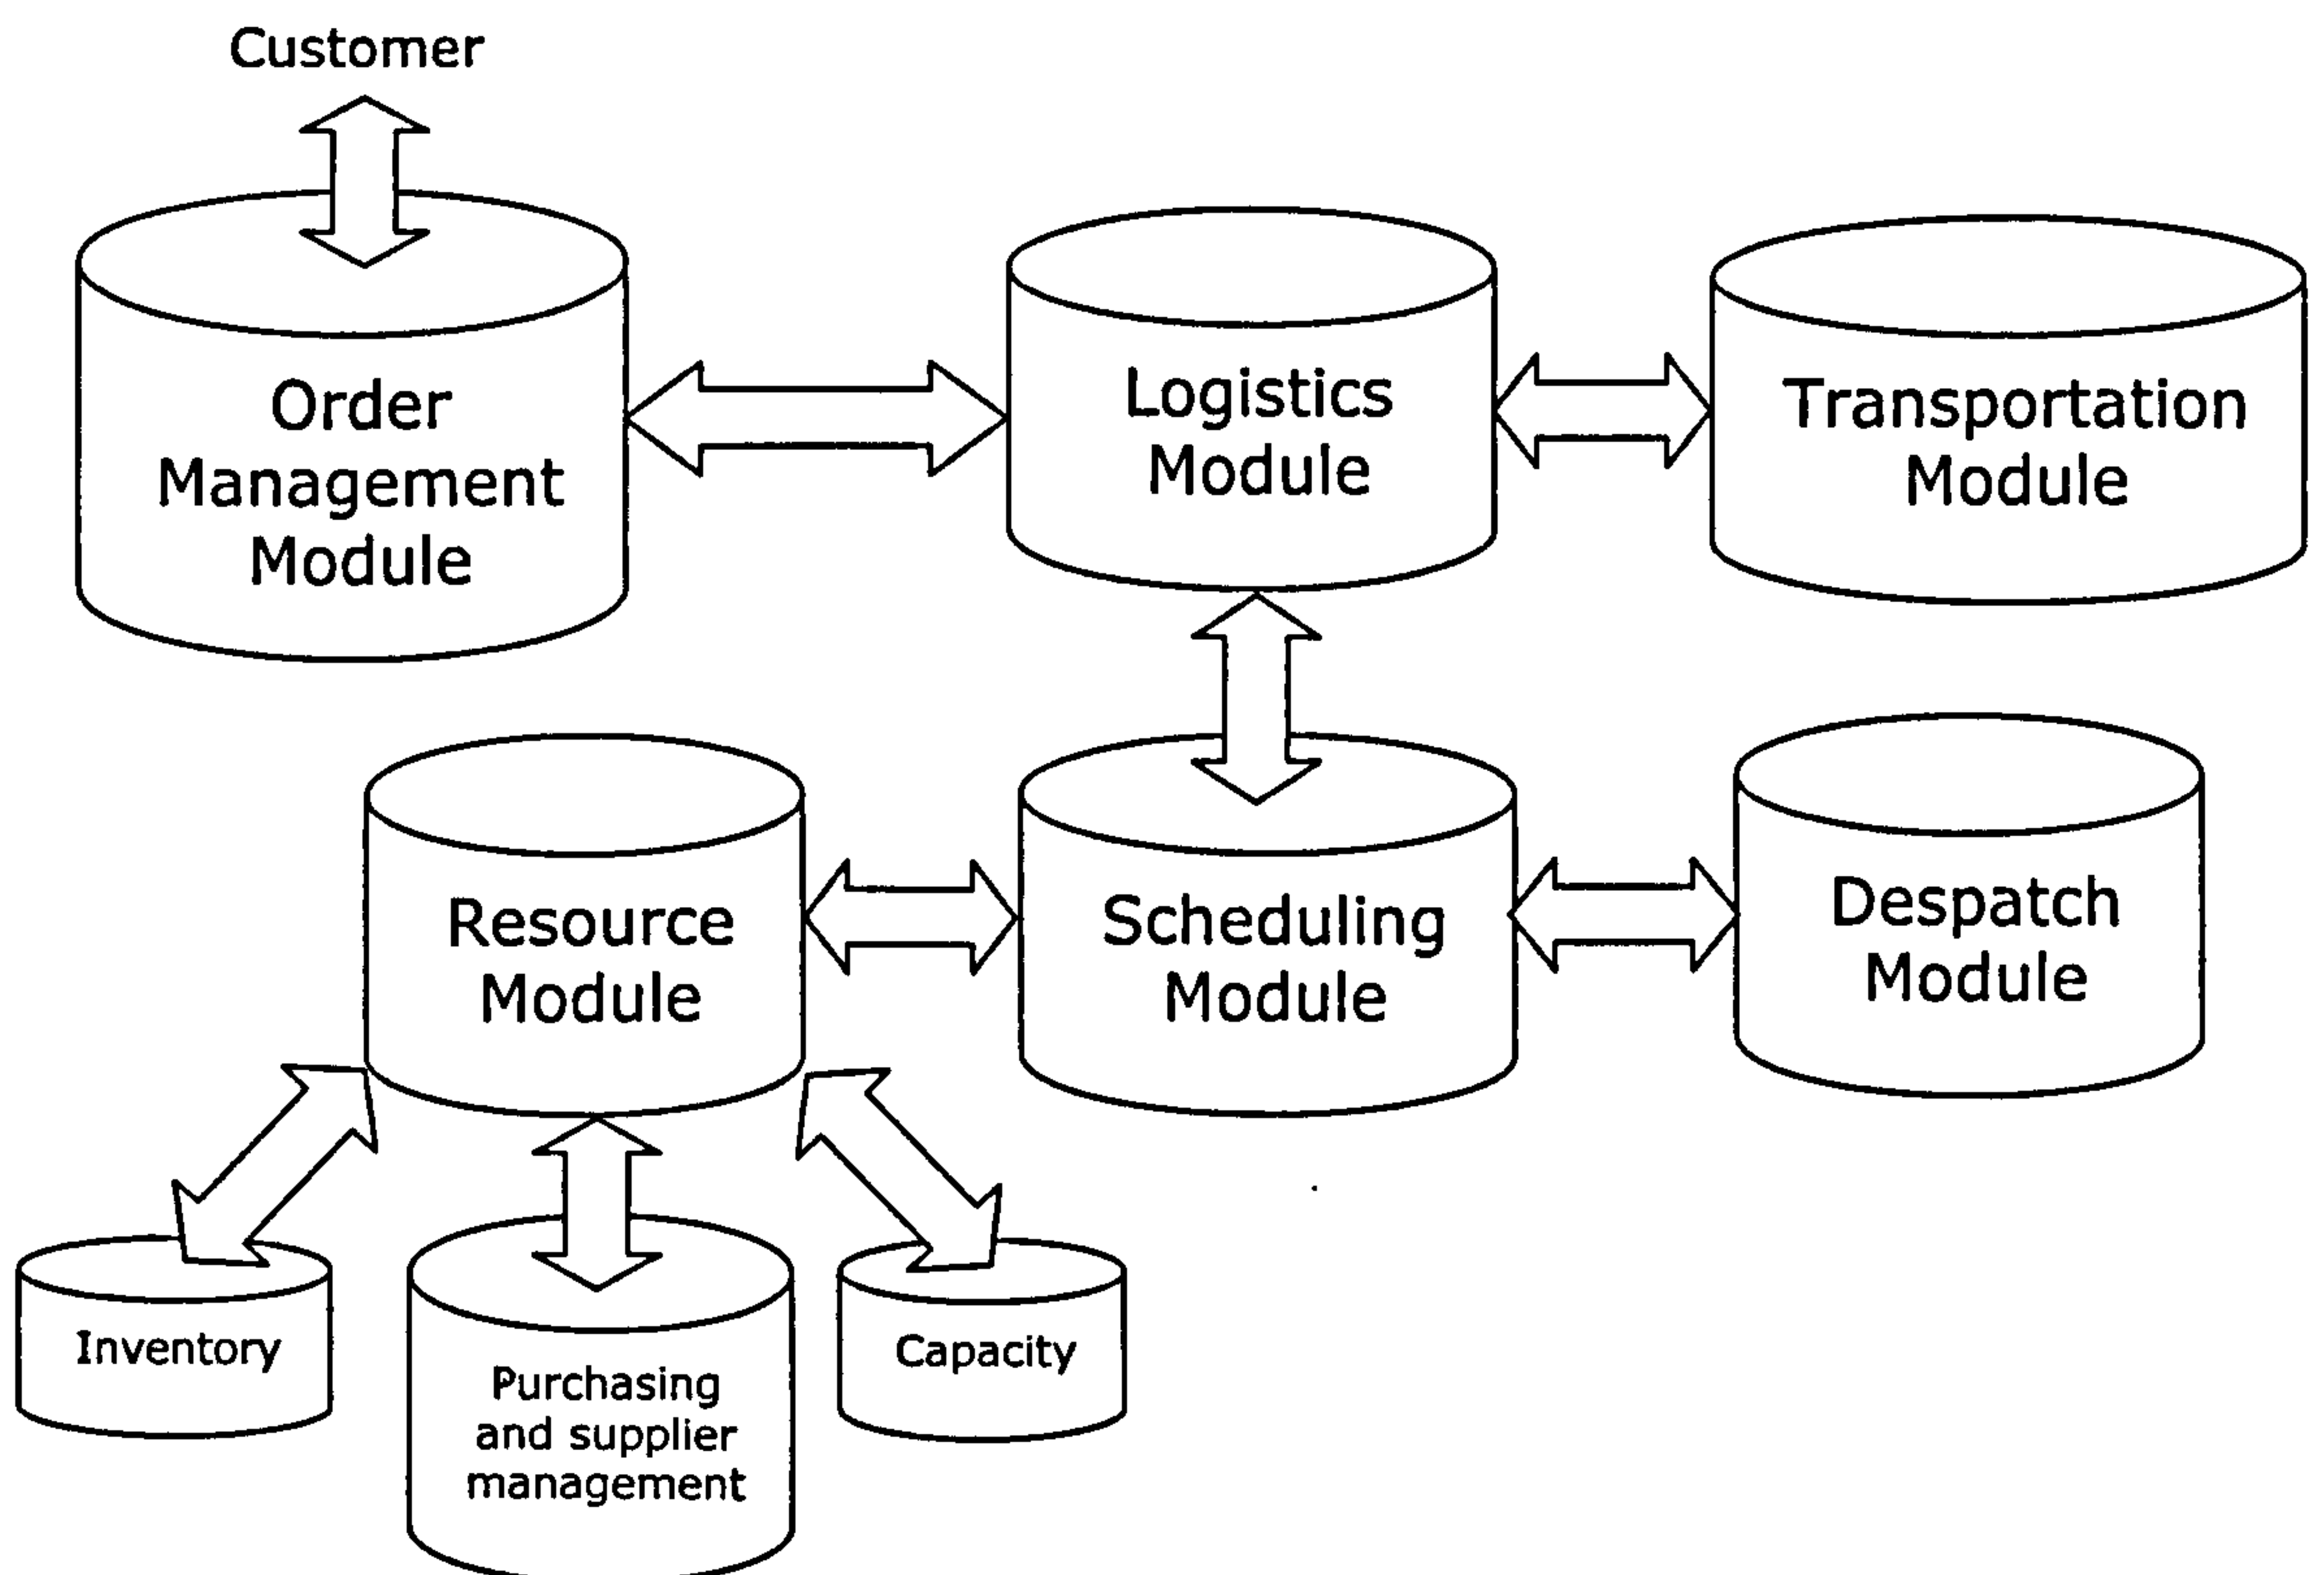 Customer
Order
Management
Module
Logistics
Module
Transportation
Module
Resource
Module
Scheduling
Module
Despatch
Module
Inventory
Purchasing
and supplier
management
Capacity